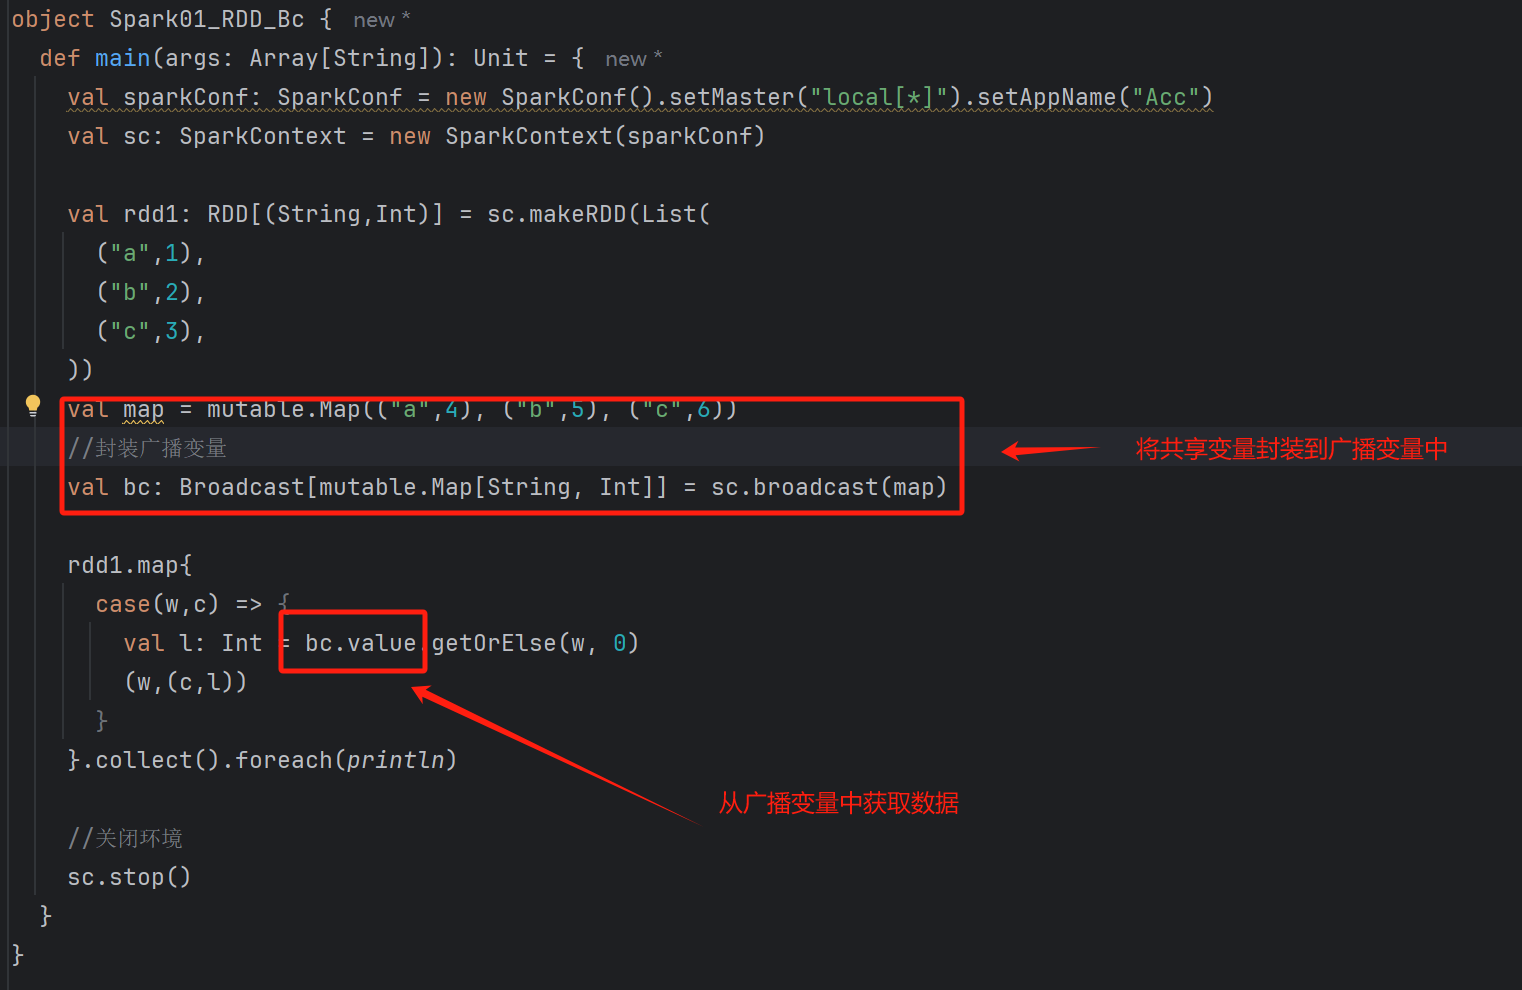 object Spark01_RDD_Bc { new *
def main(args: Array[String]): Unit = { new *
val sparkConf: SparkConf = new SparkConf().setMaster("local[*]").setAppName("Acc")
val sc: SparkContext = new SparkContext(sparkConf)
val rdd1: RDD[(String,Int)] = sc.makeRDD(List(
("a",1),
("b",2),
("c",3),
))
val map = mutable.Map(("a",4), ("b",5), ("c",6))
//封装广播变量
将共享变量封装到广播变量中
val bc: Broadcast[mutable.Map[String, Int]] = sc.broadcast(map)
rdd1.map{
case(w,c) => {
val l: Int = bc.value.getOrElse(w, 0)
(w,(c,l))
}
}.collect().foreach(println)
从广播变量中获取数据
//关闭环境
sc.stop()
}
}